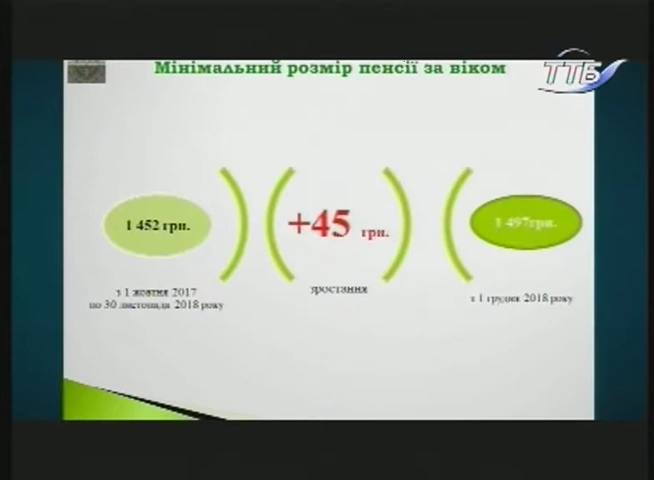 Мінімальний розмір пенсії за віком
ТТБ
1 452 грн.
+45 грн.
1 497грн.
з 1 жовтня 2017
по 30 листопада 2018 року
зростання
з 1 грудня 2018 року